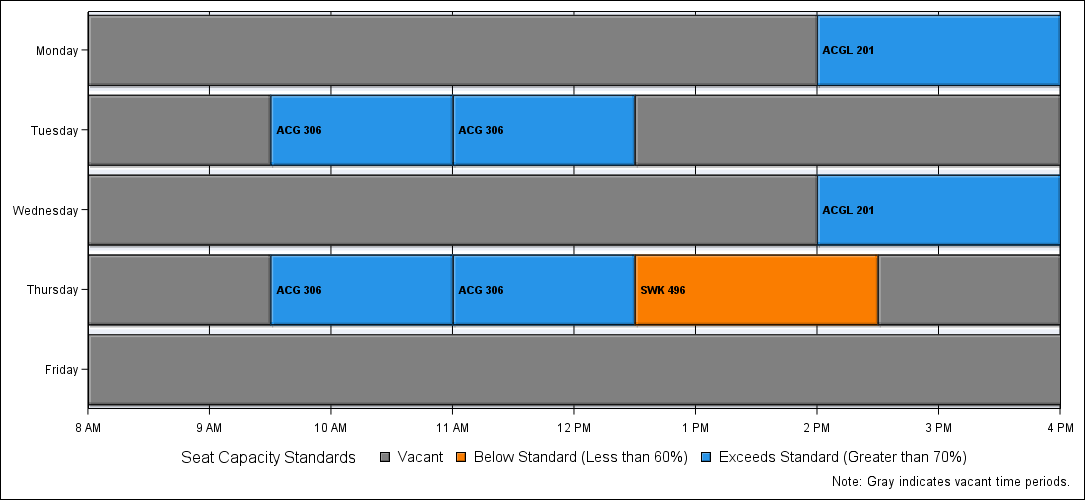 Monday
ACGL 201
Tuesday
ACG 306
ACG 306
Wednesday
ACGL 201
Thursday
ACG 306
ACG 306
SWK 496
Friday
8 AM 9 AM 10 AM 11 AM 12 PM 1 PM 2 PM 3 PM 4 PM
Seat Capacity Standards Vacant Below Standard (Less than 60%) Exceeds Standard (Greater than 70%)
Note: Gray indicates vacant time periods.